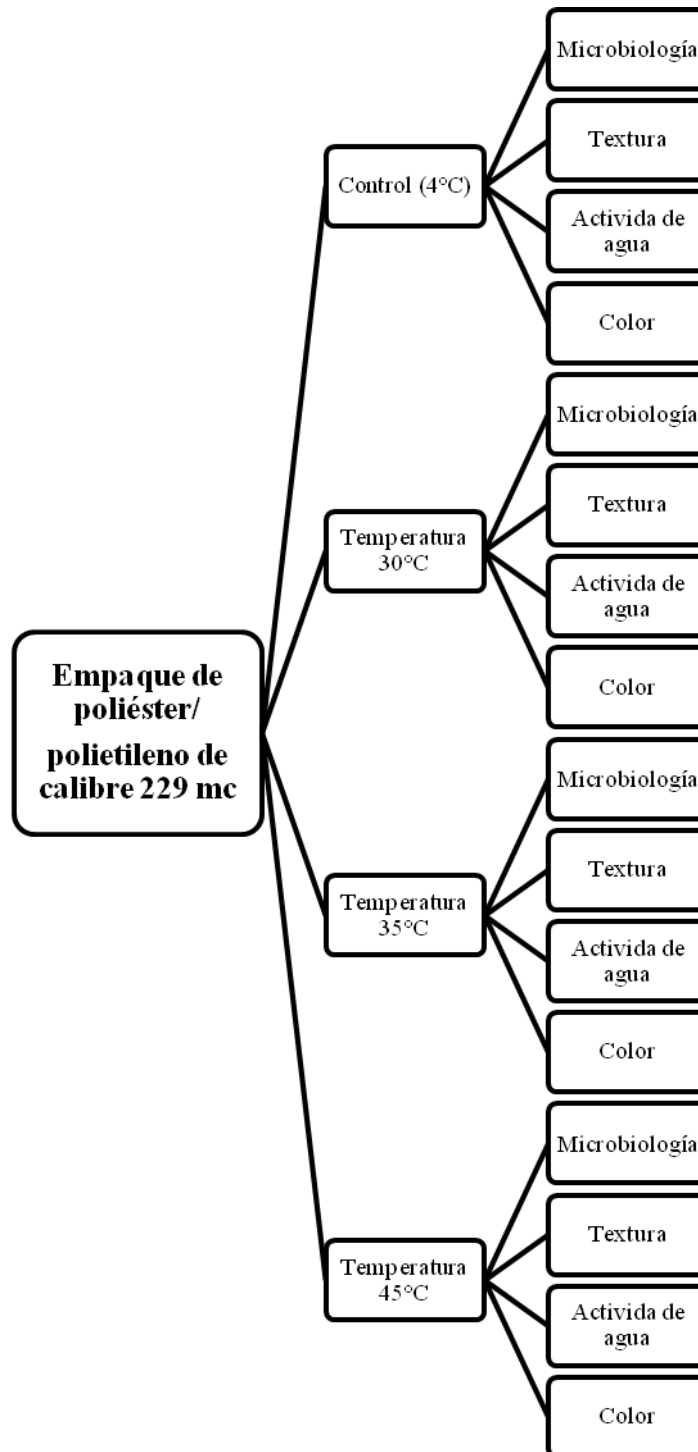 Empaque de
poliéster/
polietileno de
calibre 229 mc
Control (4°C)
Microbiología
Textura
Activida de
agua
Color
Temperatura
30°C
Microbiología
Textura
Activida de
agua
Color
Temperatura
35°C
Microbiología
Textura
Activida de
agua
Color
Temperatura
45°C
Microbiología
Textura
Activida de
agua
Color